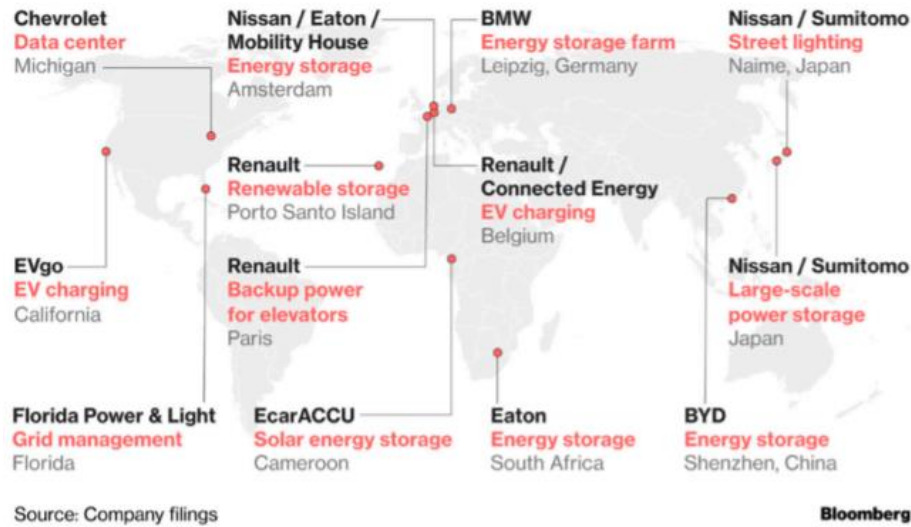 Chevrolet
Data center
Michigan
Nissan / Eaton /
Mobility House
Energy storage
Amsterdam
BMW
Energy storage farm
Leipzig, Germany
Nissan / Sumitomo
Street lighting
Naime, Japan
Renault
Renewable storage
Porto Santo Island
Renault /
Connected Energy
EV charging
Belgium
EVgo
EV charging
California
Renault
Backup power
for elevators
Paris
Nissan / Sumitomo
Large-scale
power storage
Japan
Florida Power & Light
Grid management
Florida
EcarACCU
Solar energy storage
Cameroon
Eaton
Energy storage
South Africa
BYD
Energy storage
Shenzhen, China
Source: Company filings
Bloomberg